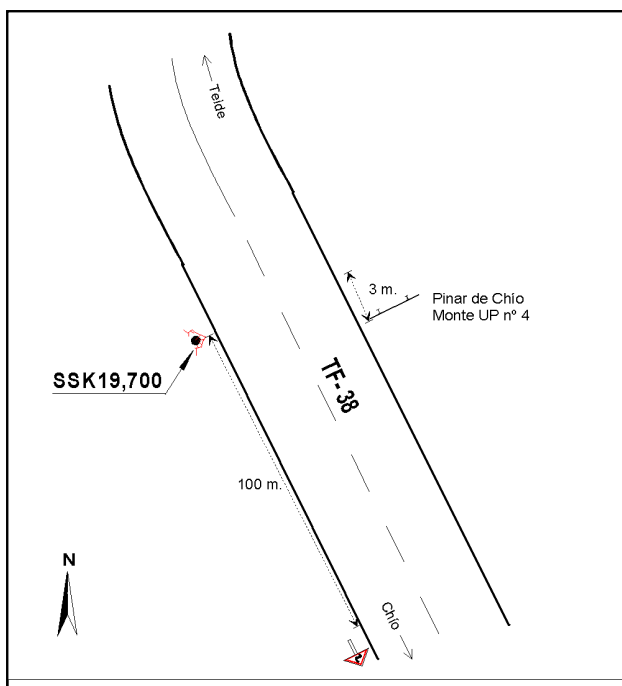 Teide
3 m.
Pinar de Chío
Monte UP nº 4
SSK19,700
TF-38
100 m.
N
Chío